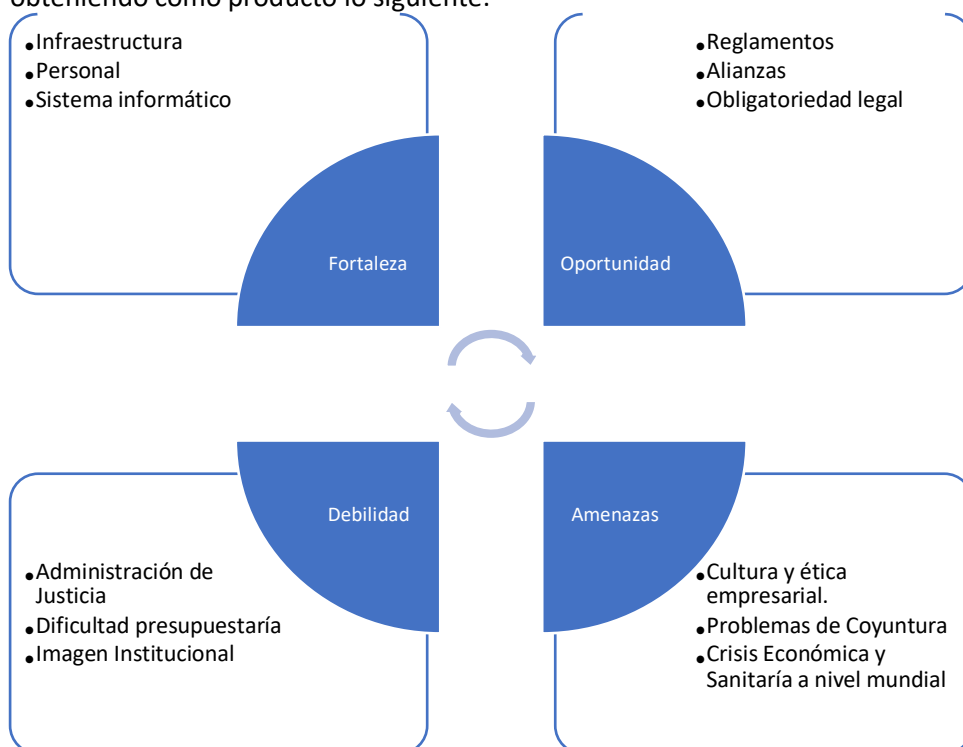 obteniendo como producto lo siguiente:
•Infraestructura
•Personal
•Sistema informático
Fortaleza
•Reglamentos
•Alianzas
•Obligatoriedad legal
Oportunidad
Debilidad
•Administración de
Justicia
•Dificultad presupuestaría
•Imagen Institucional
Amenazas
•Cultura y ética
empresarial.
•Problemas de Coyuntura
•Crisis Económica y
Sanitaría a nivel mundial